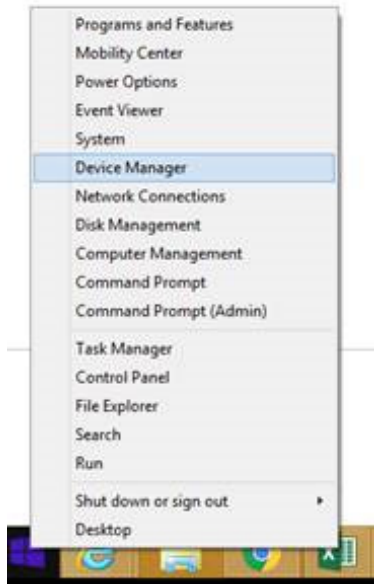 Programs and Features
Mobility Center
Power Options
Event Viewer
System
Device Manager
Network Connections
Disk Management
Computer Management
Command Prompt
Command Prompt (Admin)
Task Manager
Control Panel
File Explorer
Search
Run
Shut down or sign out
Desktop